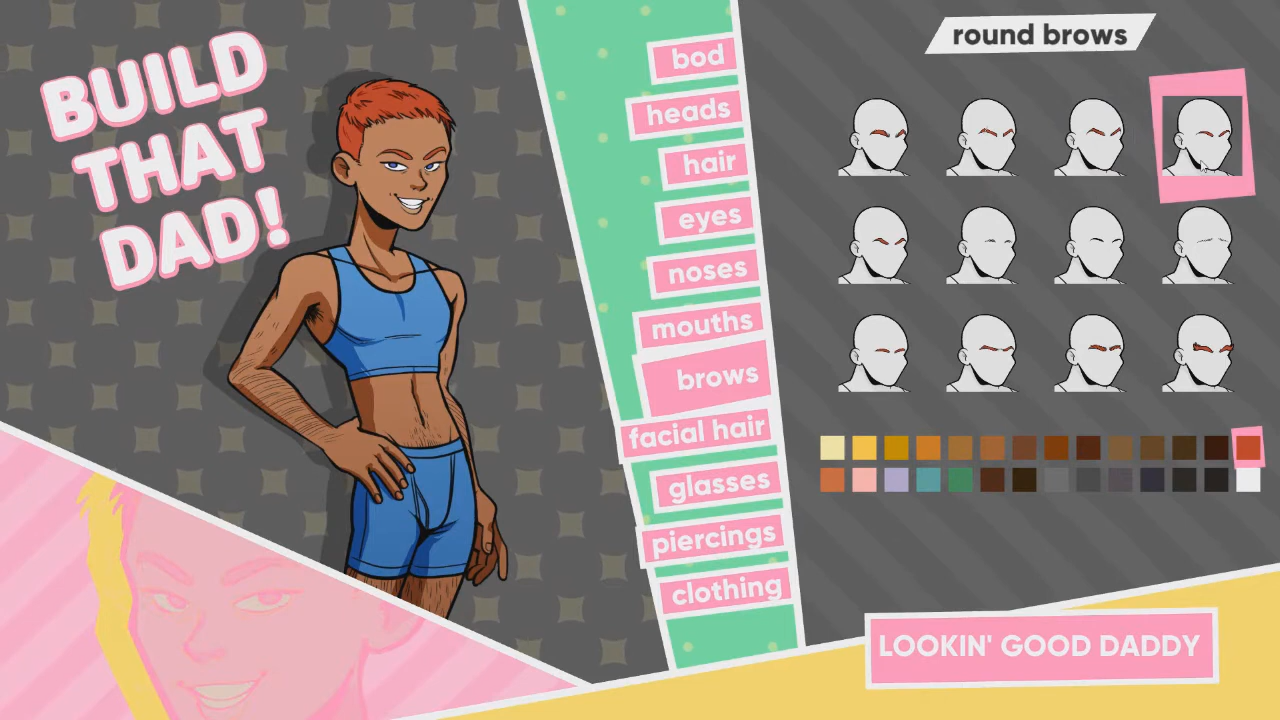 BUILD
THAT
DAD!
bod
heads
hair
eyes
noses
mouths
brows
facial hair
glasses
piercings
clothing
round brows
LOOKIN' GOOD DADDY